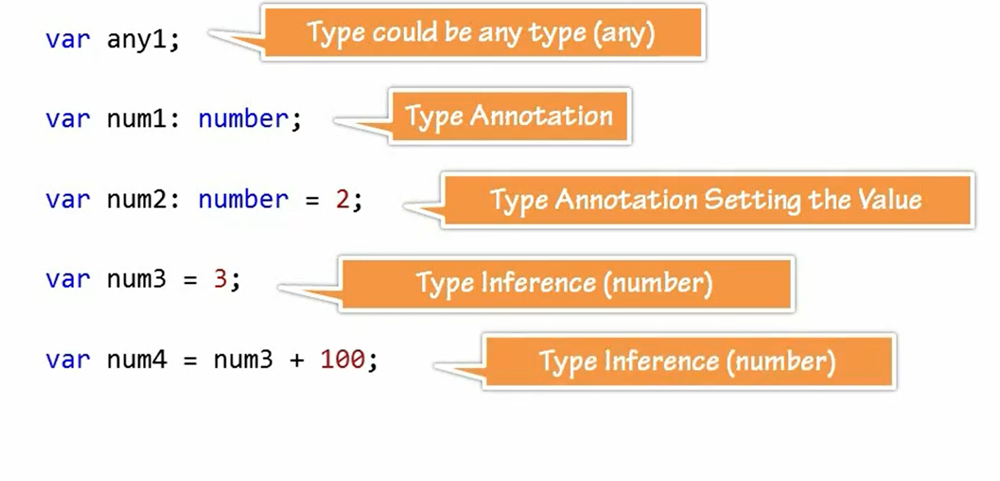 var any1;
Type could be any type (any)
var num1: number;
Type Annotation
var num2: number = 2;
Type Annotation Setting the Value
var num3 = 3;
Type Inference (number)
var num4 = num3 + 100;
Type Inference (number)